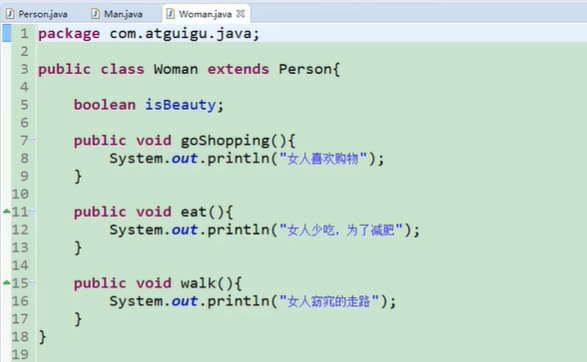 Person.java Man.java Woman.java
1 package com.atguigu.java;
2
3 public class Woman extends Person{
4
5 boolean isBeauty;
6
7 public void goShopping(){
8 System.out.println("女人喜欢购物");
9 }
10
11 public void eat(){
12 System.out.println("女人少吃，为了减肥");
13 }
14
15 public void walk(){
16 System.out.println("女人窈窕的走路");
17 }
18 }
19